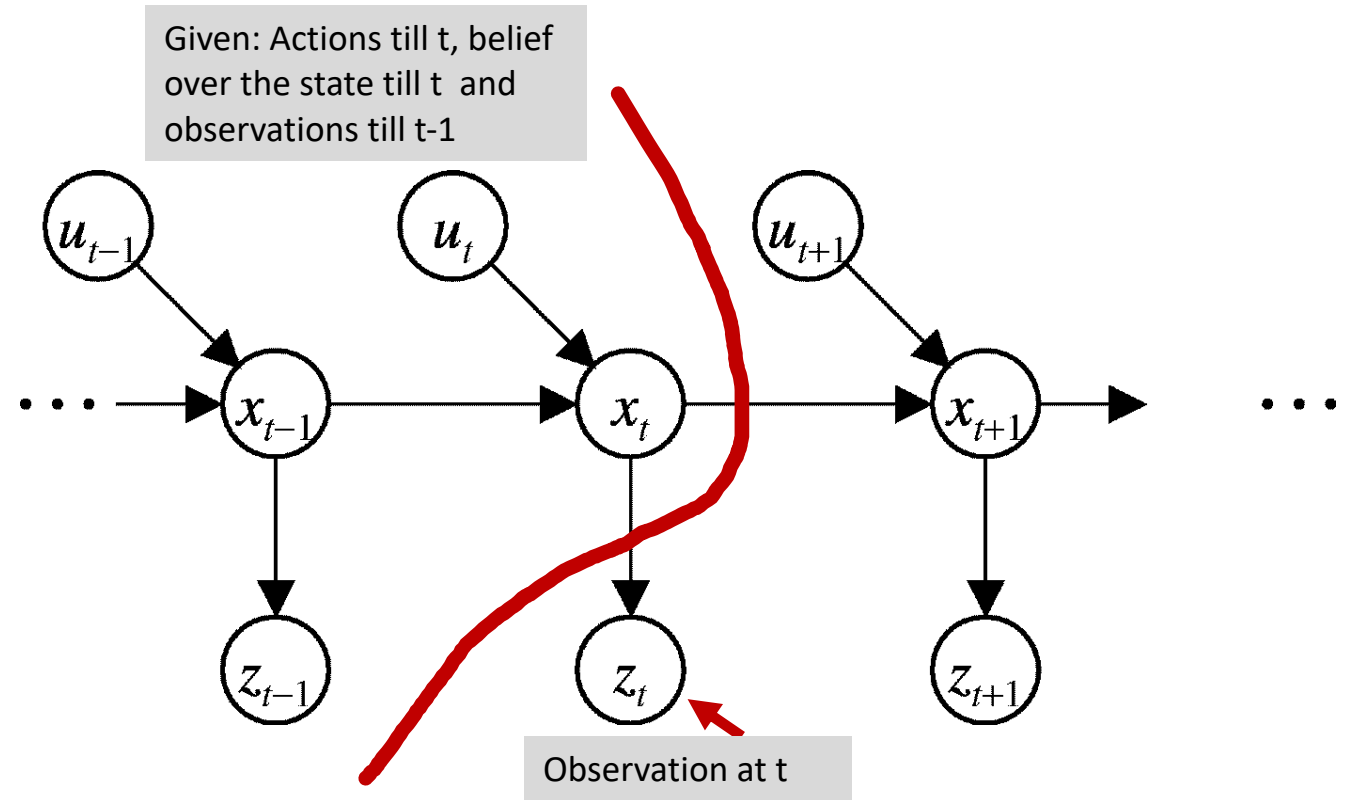 Given: Actions till t, belief
over the state till t and
observations till t-1
u_{t-1} u_t u_{t+1}
... x_{t-1} x_t x_{t+1} ...
z_{t-1} z_t z_{t+1}
Observation at t